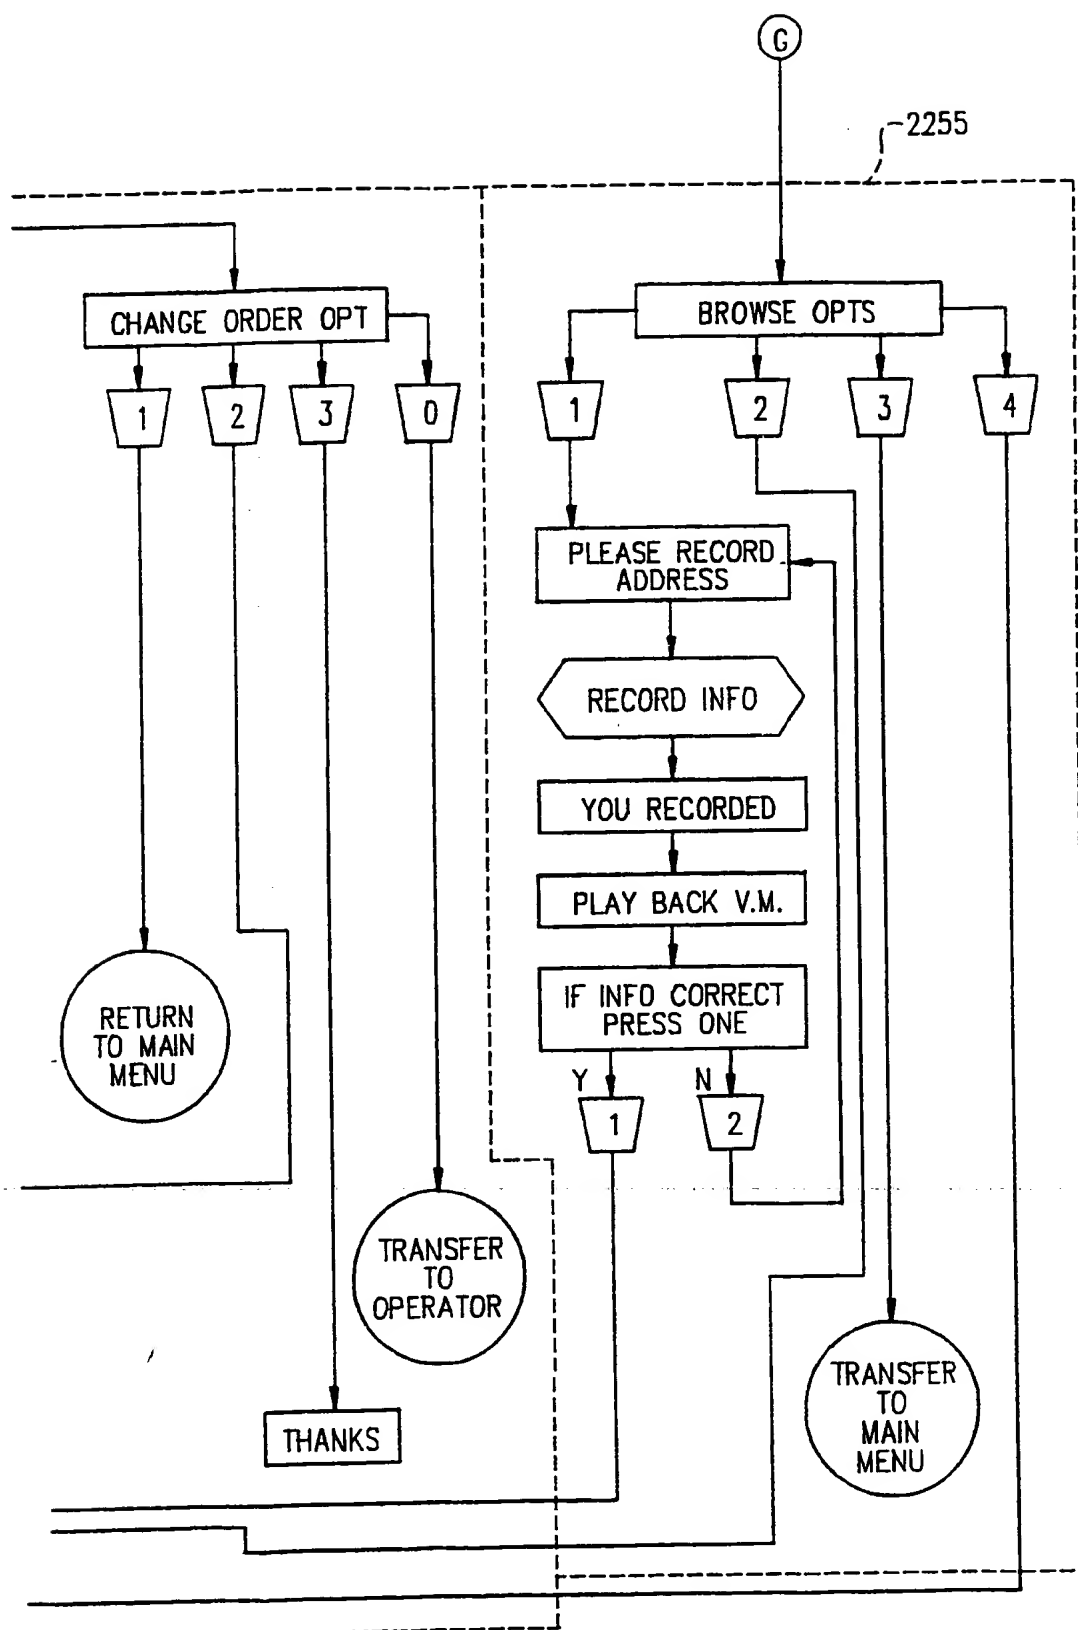 G
2255
CHANGE ORDER OPT
1
2
3
0
BROWSE OPTS
1
2
3
4
PLEASE RECORD
ADDRESS
RECORD INFO
YOU RECORDED
PLAY BACK V.M.
IF INFO CORRECT
PRESS ONE
Y
N
1
2
RETURN
TO MAIN
MENU
TRANSFER
TO
OPERATOR
THANKS
TRANSFER
TO
MAIN
MENU